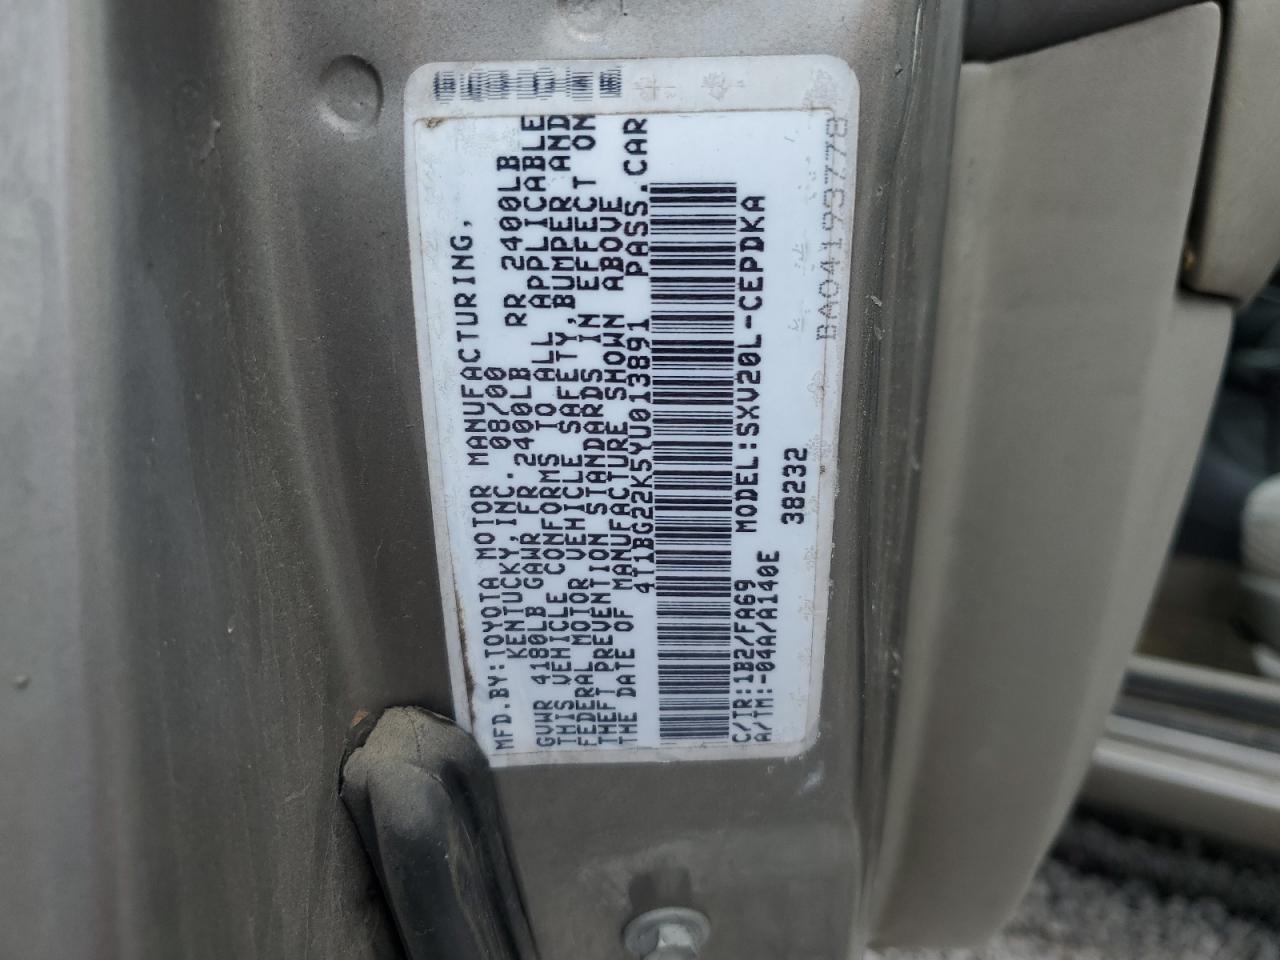 MFD.BY:TOYOTA MOTOR MANUFACTURING,
KENTUCKY,INC. 08/00
GVWR 4180LB GAWR FR 2400LB RR 2400LB
THIS VEHICLE CONFORMS TO ALL APPLICABLE
FEDERAL MOTOR VEHICLE SAFETY,BUMPER AND
THEFT PREVENTION STANDARDS IN EFFECT ON
THE DATE OF MANUFACTURE SHOWN ABOVE
4T1BG22K5YU013891 PASS.CAR
C/TR:1B2/FA69 MODEL:SXV20L-CEPDKA
A/TM:-04A/A140E 38232
BA04193778